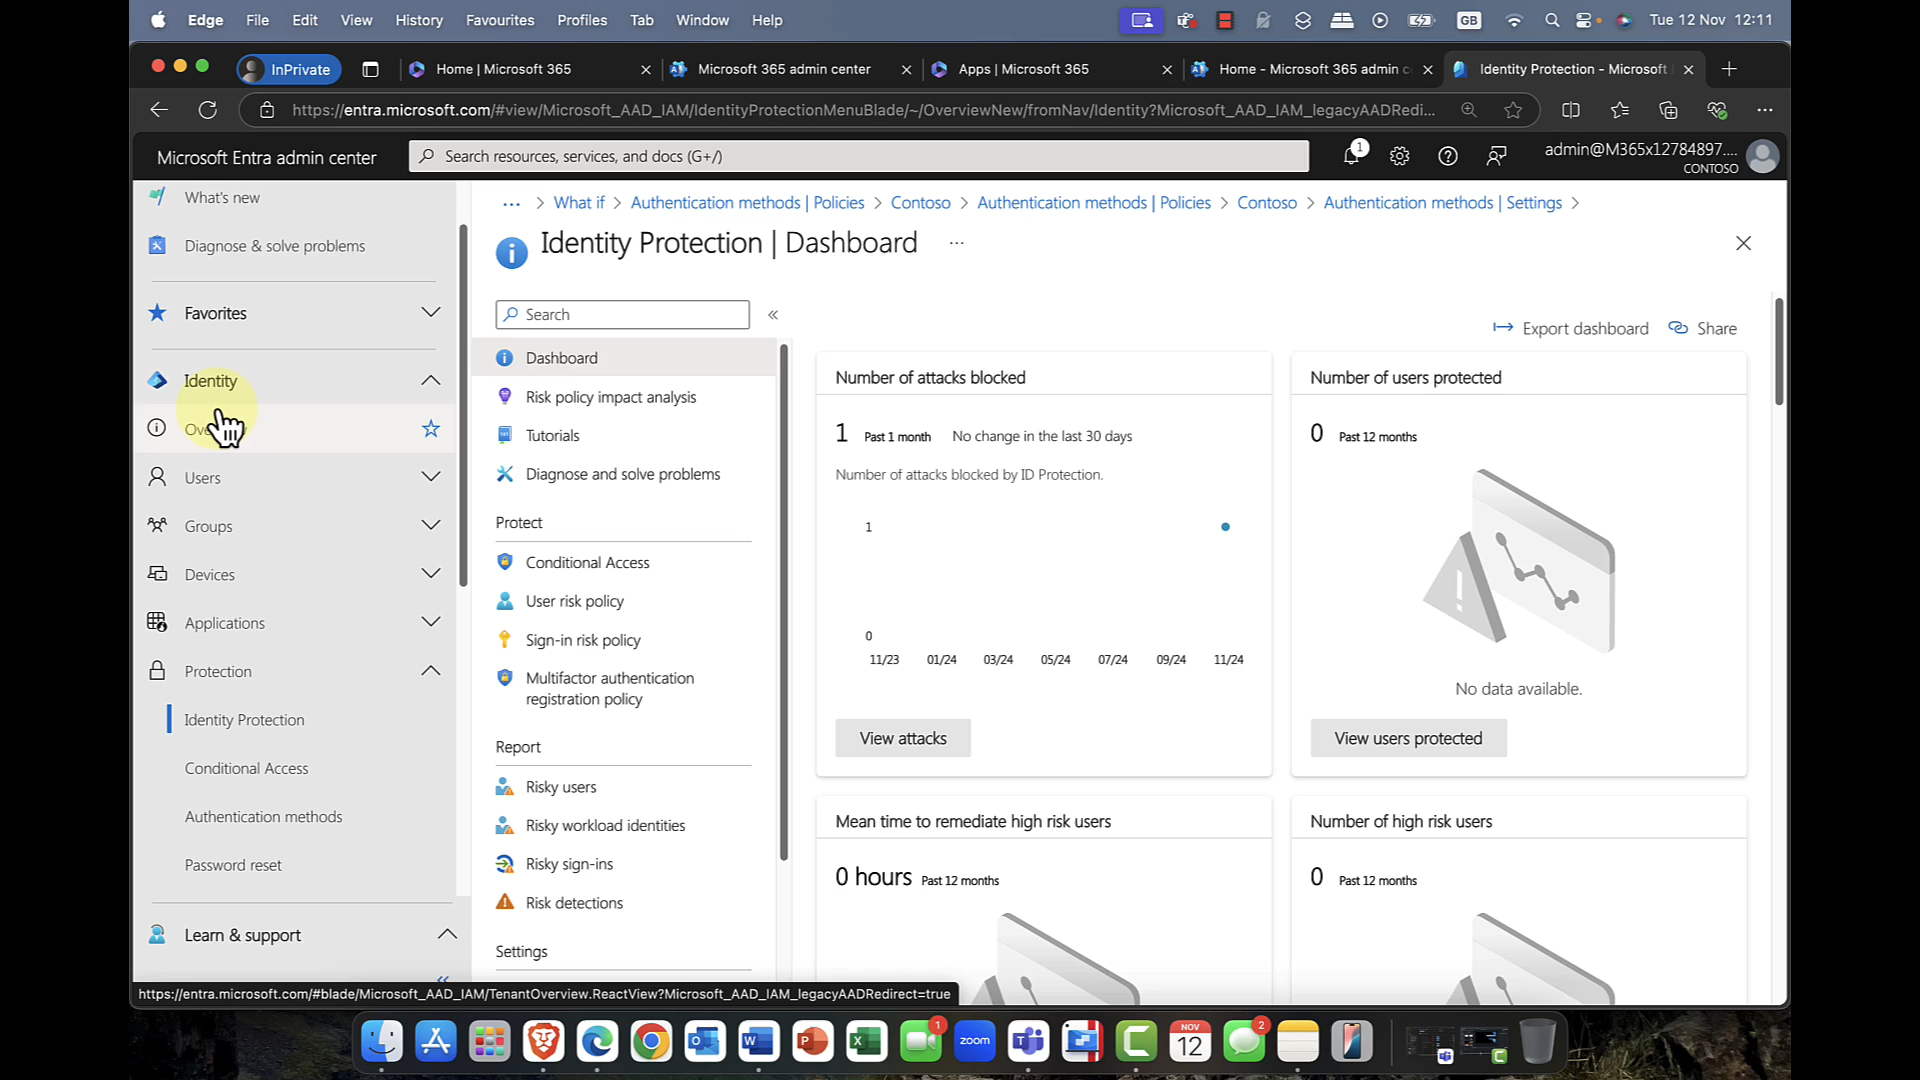 Edge File Edit View History Favourites Profiles Tab Window Help GB Tue 12 Nov 12:11
InPrivate Home | Microsoft 365 Microsoft 365 admin center Apps | Microsoft 365 Home - Microsoft 365 admin c Identity Protection - Microsoft
https://entra.microsoft.com/#view/Microsoft_AAD_IAM/IdentityProtectionMenuBlade/~/OverviewNew/fromNav/Identity?Microsoft_AAD_IAM_legacyAADRedi...
Microsoft Entra admin center Search resources, services, and docs (G+/) 1 admin@M365x12784897....
CONTOSO
What's new
Diagnose & solve problems
Favorites
Identity
Users
Groups
Devices
Applications
Protection
Identity Protection
Conditional Access
Authentication methods
Password reset
Learn & support
... > What if > Authentication methods | Policies > Contoso > Authentication methods | Policies > Contoso > Authentication methods | Settings >
Identity Protection | Dashboard ...
Search
Dashboard
Risk policy impact analysis
Tutorials
Diagnose and solve problems
Protect
Conditional Access
User risk policy
Sign-in risk policy
Multifactor authentication
registration policy
Report
Risky users
Risky workload identities
Risky sign-ins
Risk detections
Settings
Export dashboard Share
Number of attacks blocked
1 Past 1 month No change in the last 30 days
Number of attacks blocked by ID Protection.
1
0
11/23 01/24 03/24 05/24 07/24 09/24 11/24
View attacks
Number of users protected
0 Past 12 months
No data available.
View users protected
Mean time to remediate high risk users
0 hours Past 12 months
Number of high risk users
0 Past 12 months
https://entra.microsoft.com/#blade/Microsoft_AAD_IAM/TenantOverview.ReactView?Microsoft_AAD_IAM_legacyAADRedirect=true
1 zoom NOV 12 2